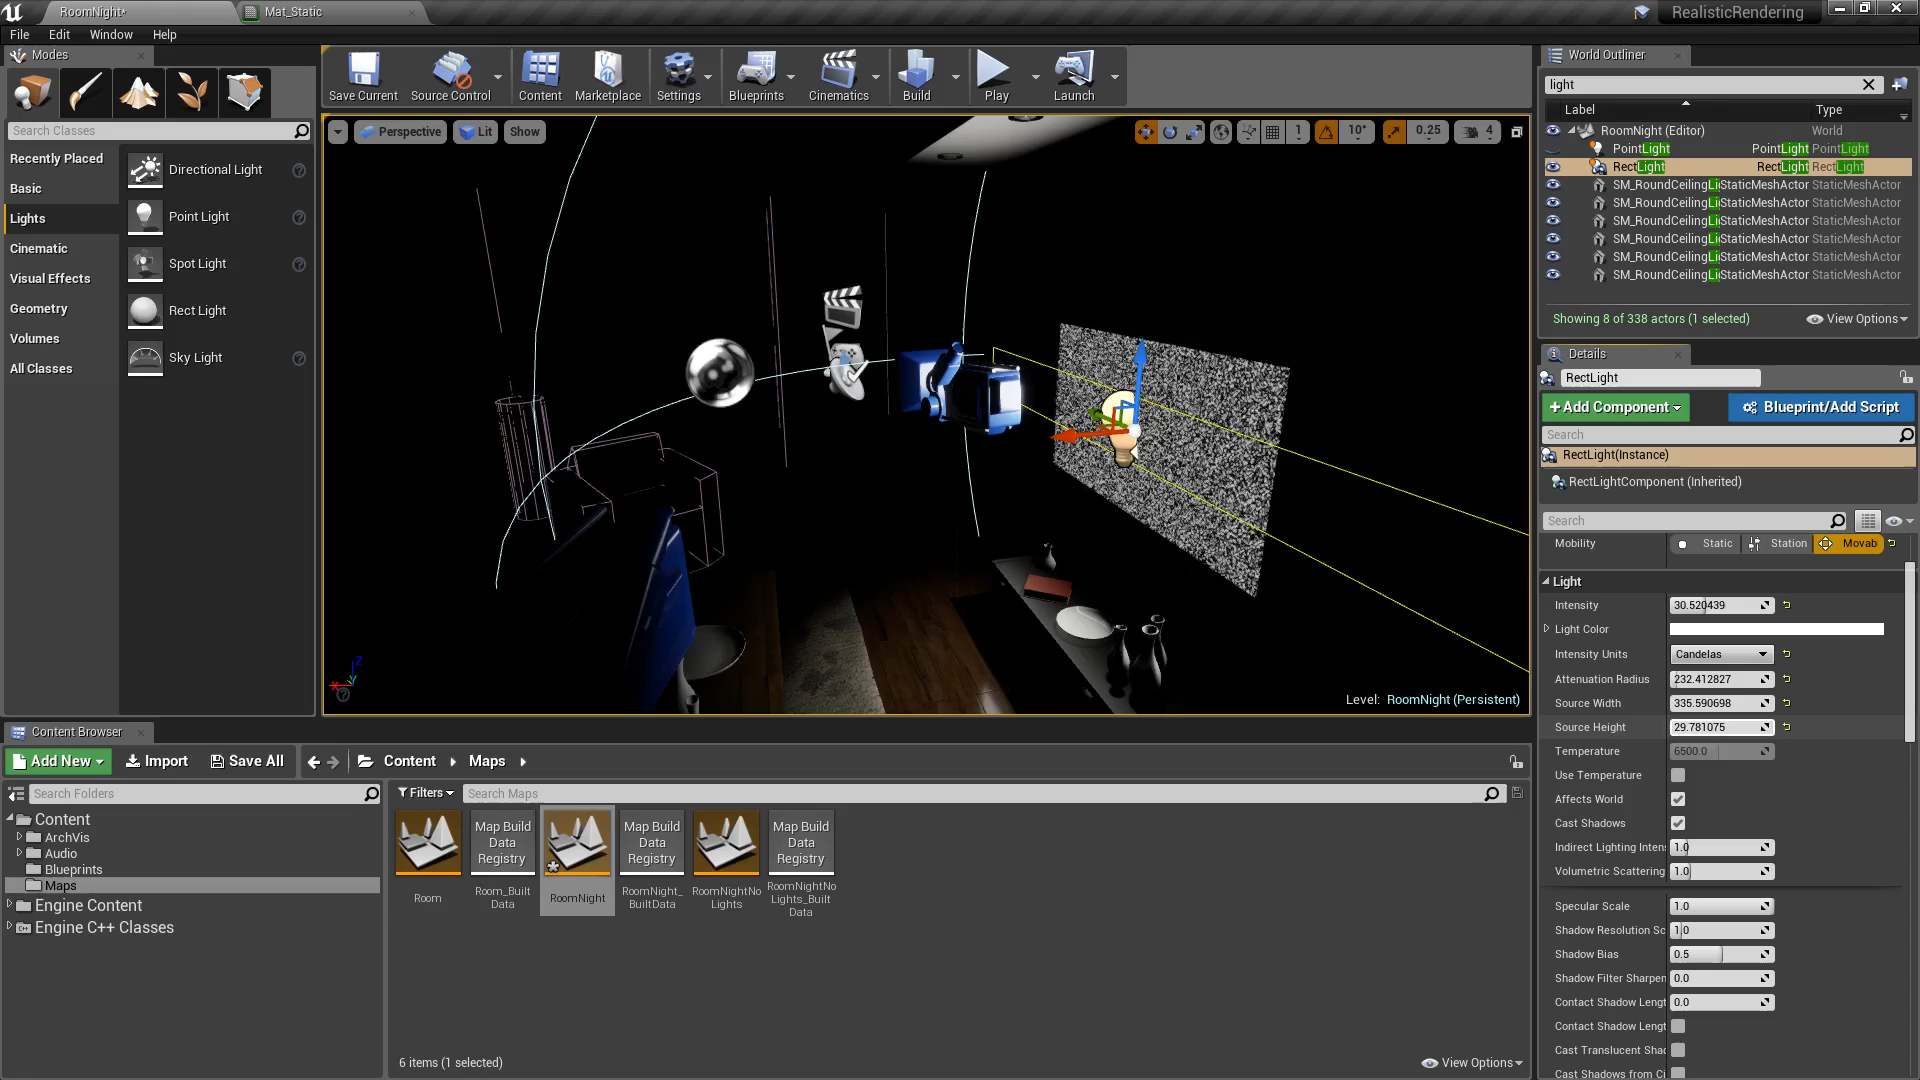 RoomNight*
Mat_Static
RealisticRendering
File
Edit
Window
Help
Modes
Search Classes
Recently Placed
Basic
Lights
Cinematic
Visual Effects
Geometry
Volumes
All Classes
Directional Light
Point Light
Spot Light
Rect Light
Sky Light
Save Current
Source Control
Content
Marketplace
Settings
Blueprints
Cinematics
Build
Play
Launch
Perspective
Lit
Show
1
10°
0.25
4
Level: RoomNight (Persistent)
World Outliner
light
Label
Type
RoomNight (Editor) World
PointLight PointLight PointLight
RectLight RectLight RectLight
SM_RoundCeilingLi StaticMeshActor StaticMeshActor
SM_RoundCeilingLi StaticMeshActor StaticMeshActor
SM_RoundCeilingLi StaticMeshActor StaticMeshActor
SM_RoundCeilingLi StaticMeshActor StaticMeshActor
SM_RoundCeilingLi StaticMeshActor StaticMeshActor
SM_RoundCeilingLi StaticMeshActor StaticMeshActor
Showing 8 of 338 actors (1 selected)
View Options
Details
RectLight
+Add Component
Blueprint/Add Script
Search
RectLight(Instance)
RectLightComponent (Inherited)
Search
Mobility Static Station Movab
Light
Intensity 30.520439
Light Color
Intensity Units Candelas
Attenuation Radius 232.412827
Source Width 335.590698
Source Height 29.781075
Temperature 6500.0
Use Temperature
Affects World
Cast Shadows
Indirect Lighting Inten 1.0
Volumetric Scattering 1.0
Specular Scale 1.0
Shadow Resolution Sc 1.0
Shadow Bias 0.5
Shadow Filter Sharpen 0.0
Contact Shadow Lengt 0.0
Contact Shadow Lengt
Cast Translucent Shad
Cast Shadows from Ci
Content Browser
Add New
Import
Save All
Content
Maps
Search Folders
Content
ArchVis
Audio
Blueprints
Maps
Engine Content
Engine C++ Classes
Filters
Search Maps
Map Build
Data
Registry
Map Build
Data
Registry
Map Build
Data
Registry
Room
Room_Built
Data
RoomNight
RoomNight_
BuiltData
RoomNightNo
Lights
RoomNightNo
Lights_Built
Data
6 items (1 selected)
View Options